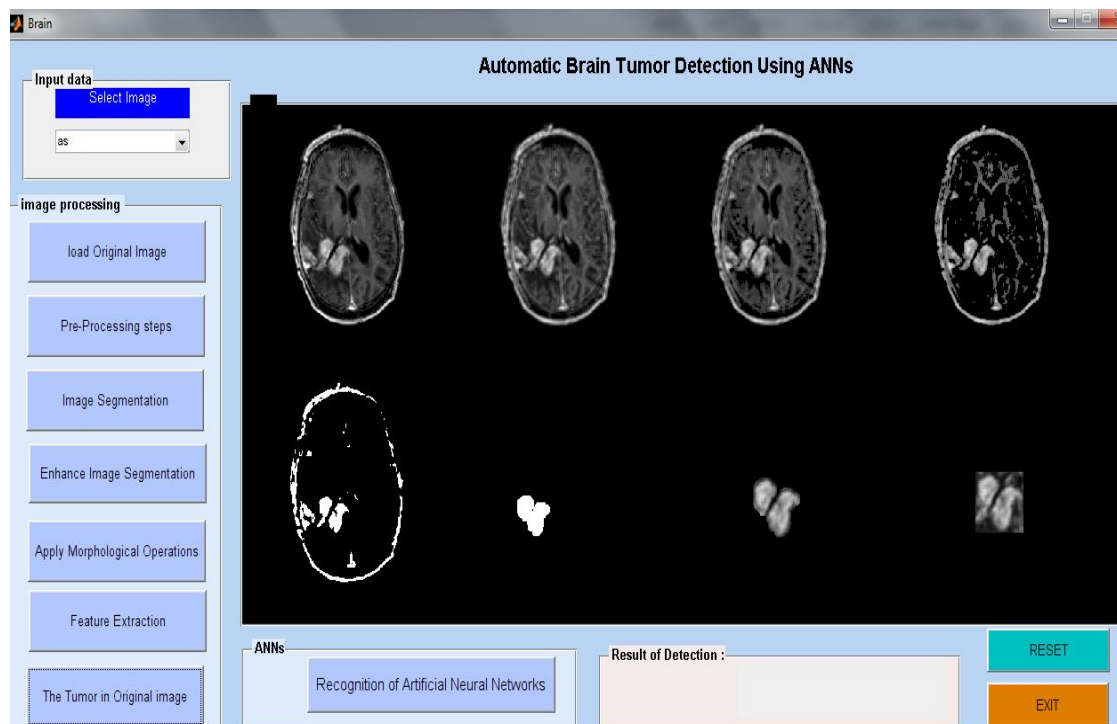 Brain
Automatic Brain Tumor Detection Using ANNs
Input data
Select Image
as
image processing
load Original Image
Pre-Processing steps
Image Segmentation
Enhance Image Segmentation
Apply Morphological Operations
Feature Extraction
The Tumor in Original image
ANNs
Recognition of Artificial Neural Networks
Result of Detection :
RESET
EXIT